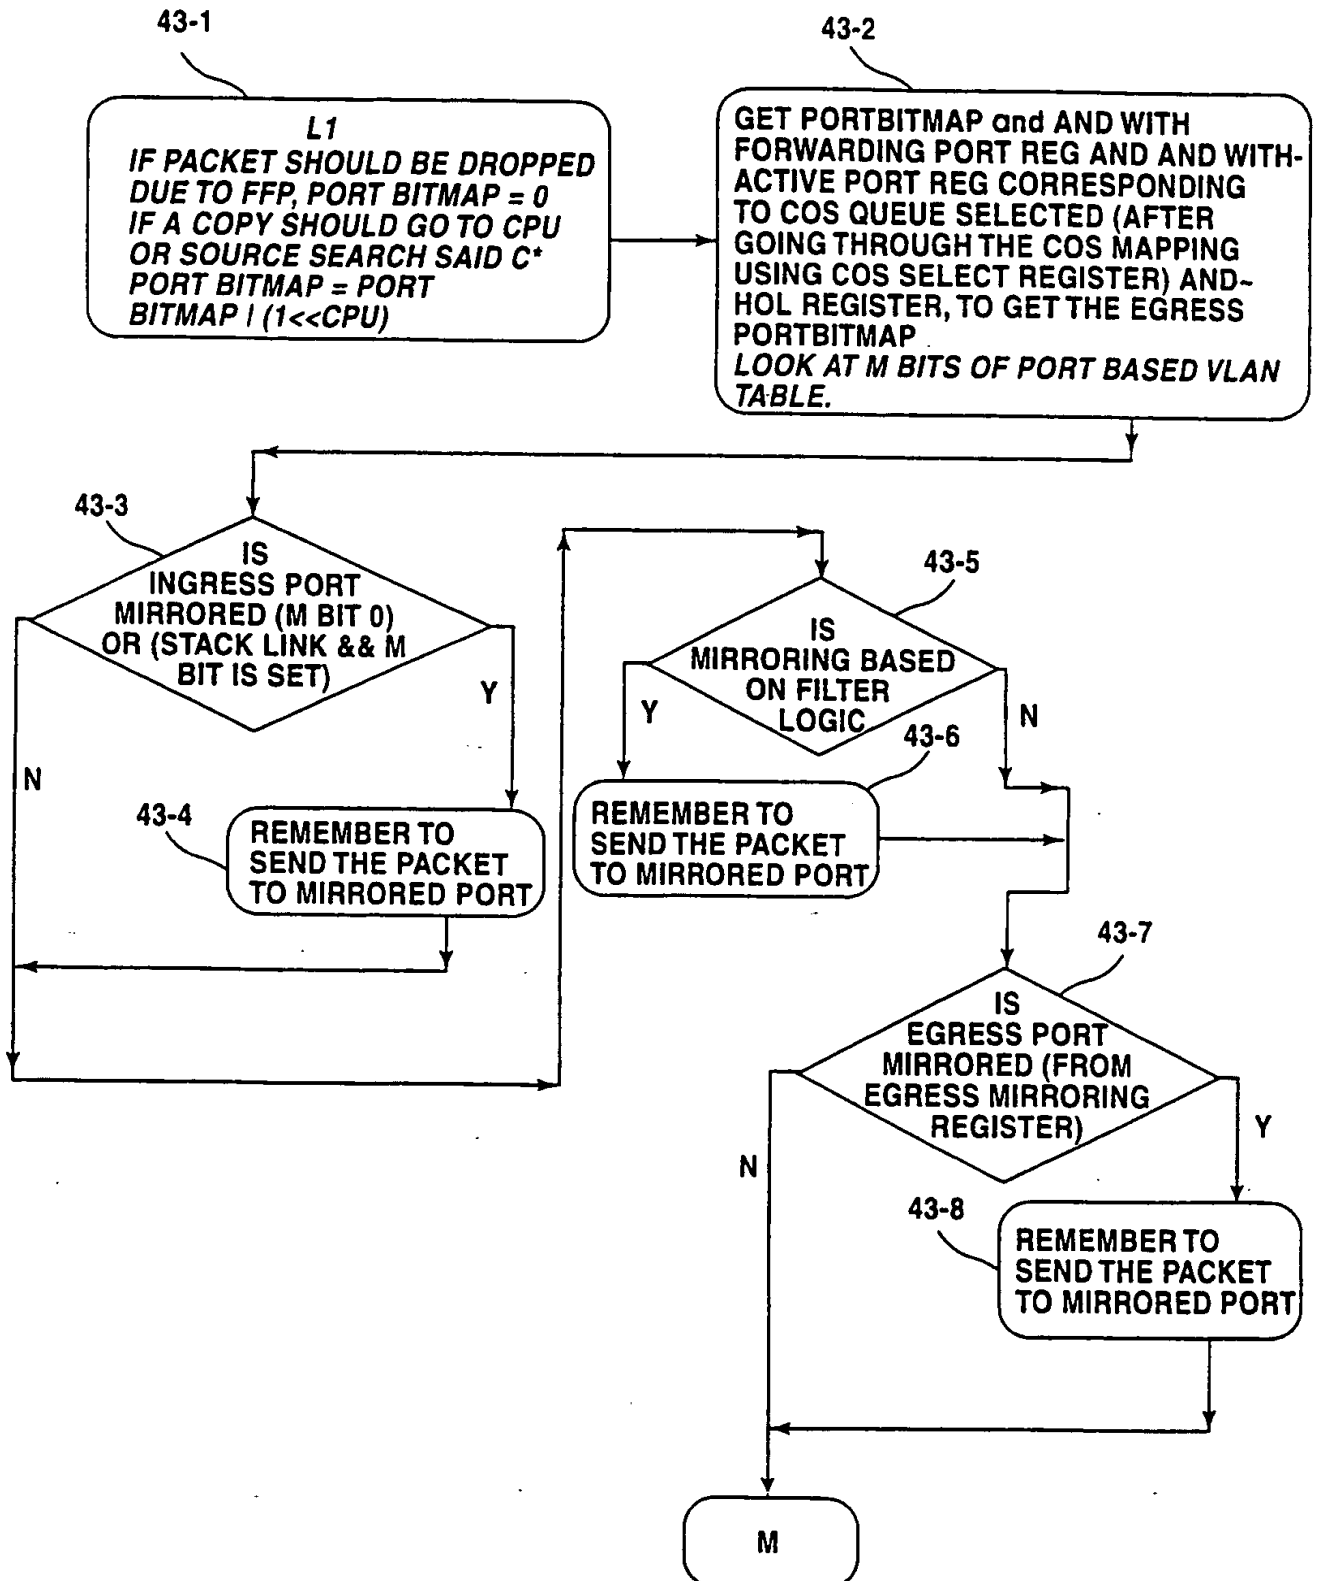 43-1
L1
IF PACKET SHOULD BE DROPPED
DUE TO FFP, PORT BITMAP = 0
IF A COPY SHOULD GO TO CPU
OR SOURCE SEARCH SAID C*
PORT BITMAP = PORT
BITMAP | (1<<CPU)
43-2
GET PORTBITMAP and AND WITH
FORWARDING PORT REG AND AND WITH-
ACTIVE PORT REG CORRESPONDING
TO COS QUEUE SELECTED (AFTER
GOING THROUGH THE COS MAPPING
USING COS SELECT REGISTER) AND~
HOL REGISTER, TO GET THE EGRESS
PORTBITMAP
LOOK AT M BITS OF PORT BASED VLAN
TABLE.
43-3
IS
INGRESS PORT
MIRRORED (M BIT 0)
OR (STACK LINK && M
BIT IS SET)
Y
N
43-4
REMEMBER TO
SEND THE PACKET
TO MIRRORED PORT
43-5
IS
MIRRORING BASED
ON FILTER
LOGIC
Y
N
43-6
REMEMBER TO
SEND THE PACKET
TO MIRRORED PORT
43-7
IS
EGRESS PORT
MIRRORED (FROM
EGRESS MIRRORING
REGISTER)
N
Y
43-8
REMEMBER TO
SEND THE PACKET
TO MIRRORED PORT
M